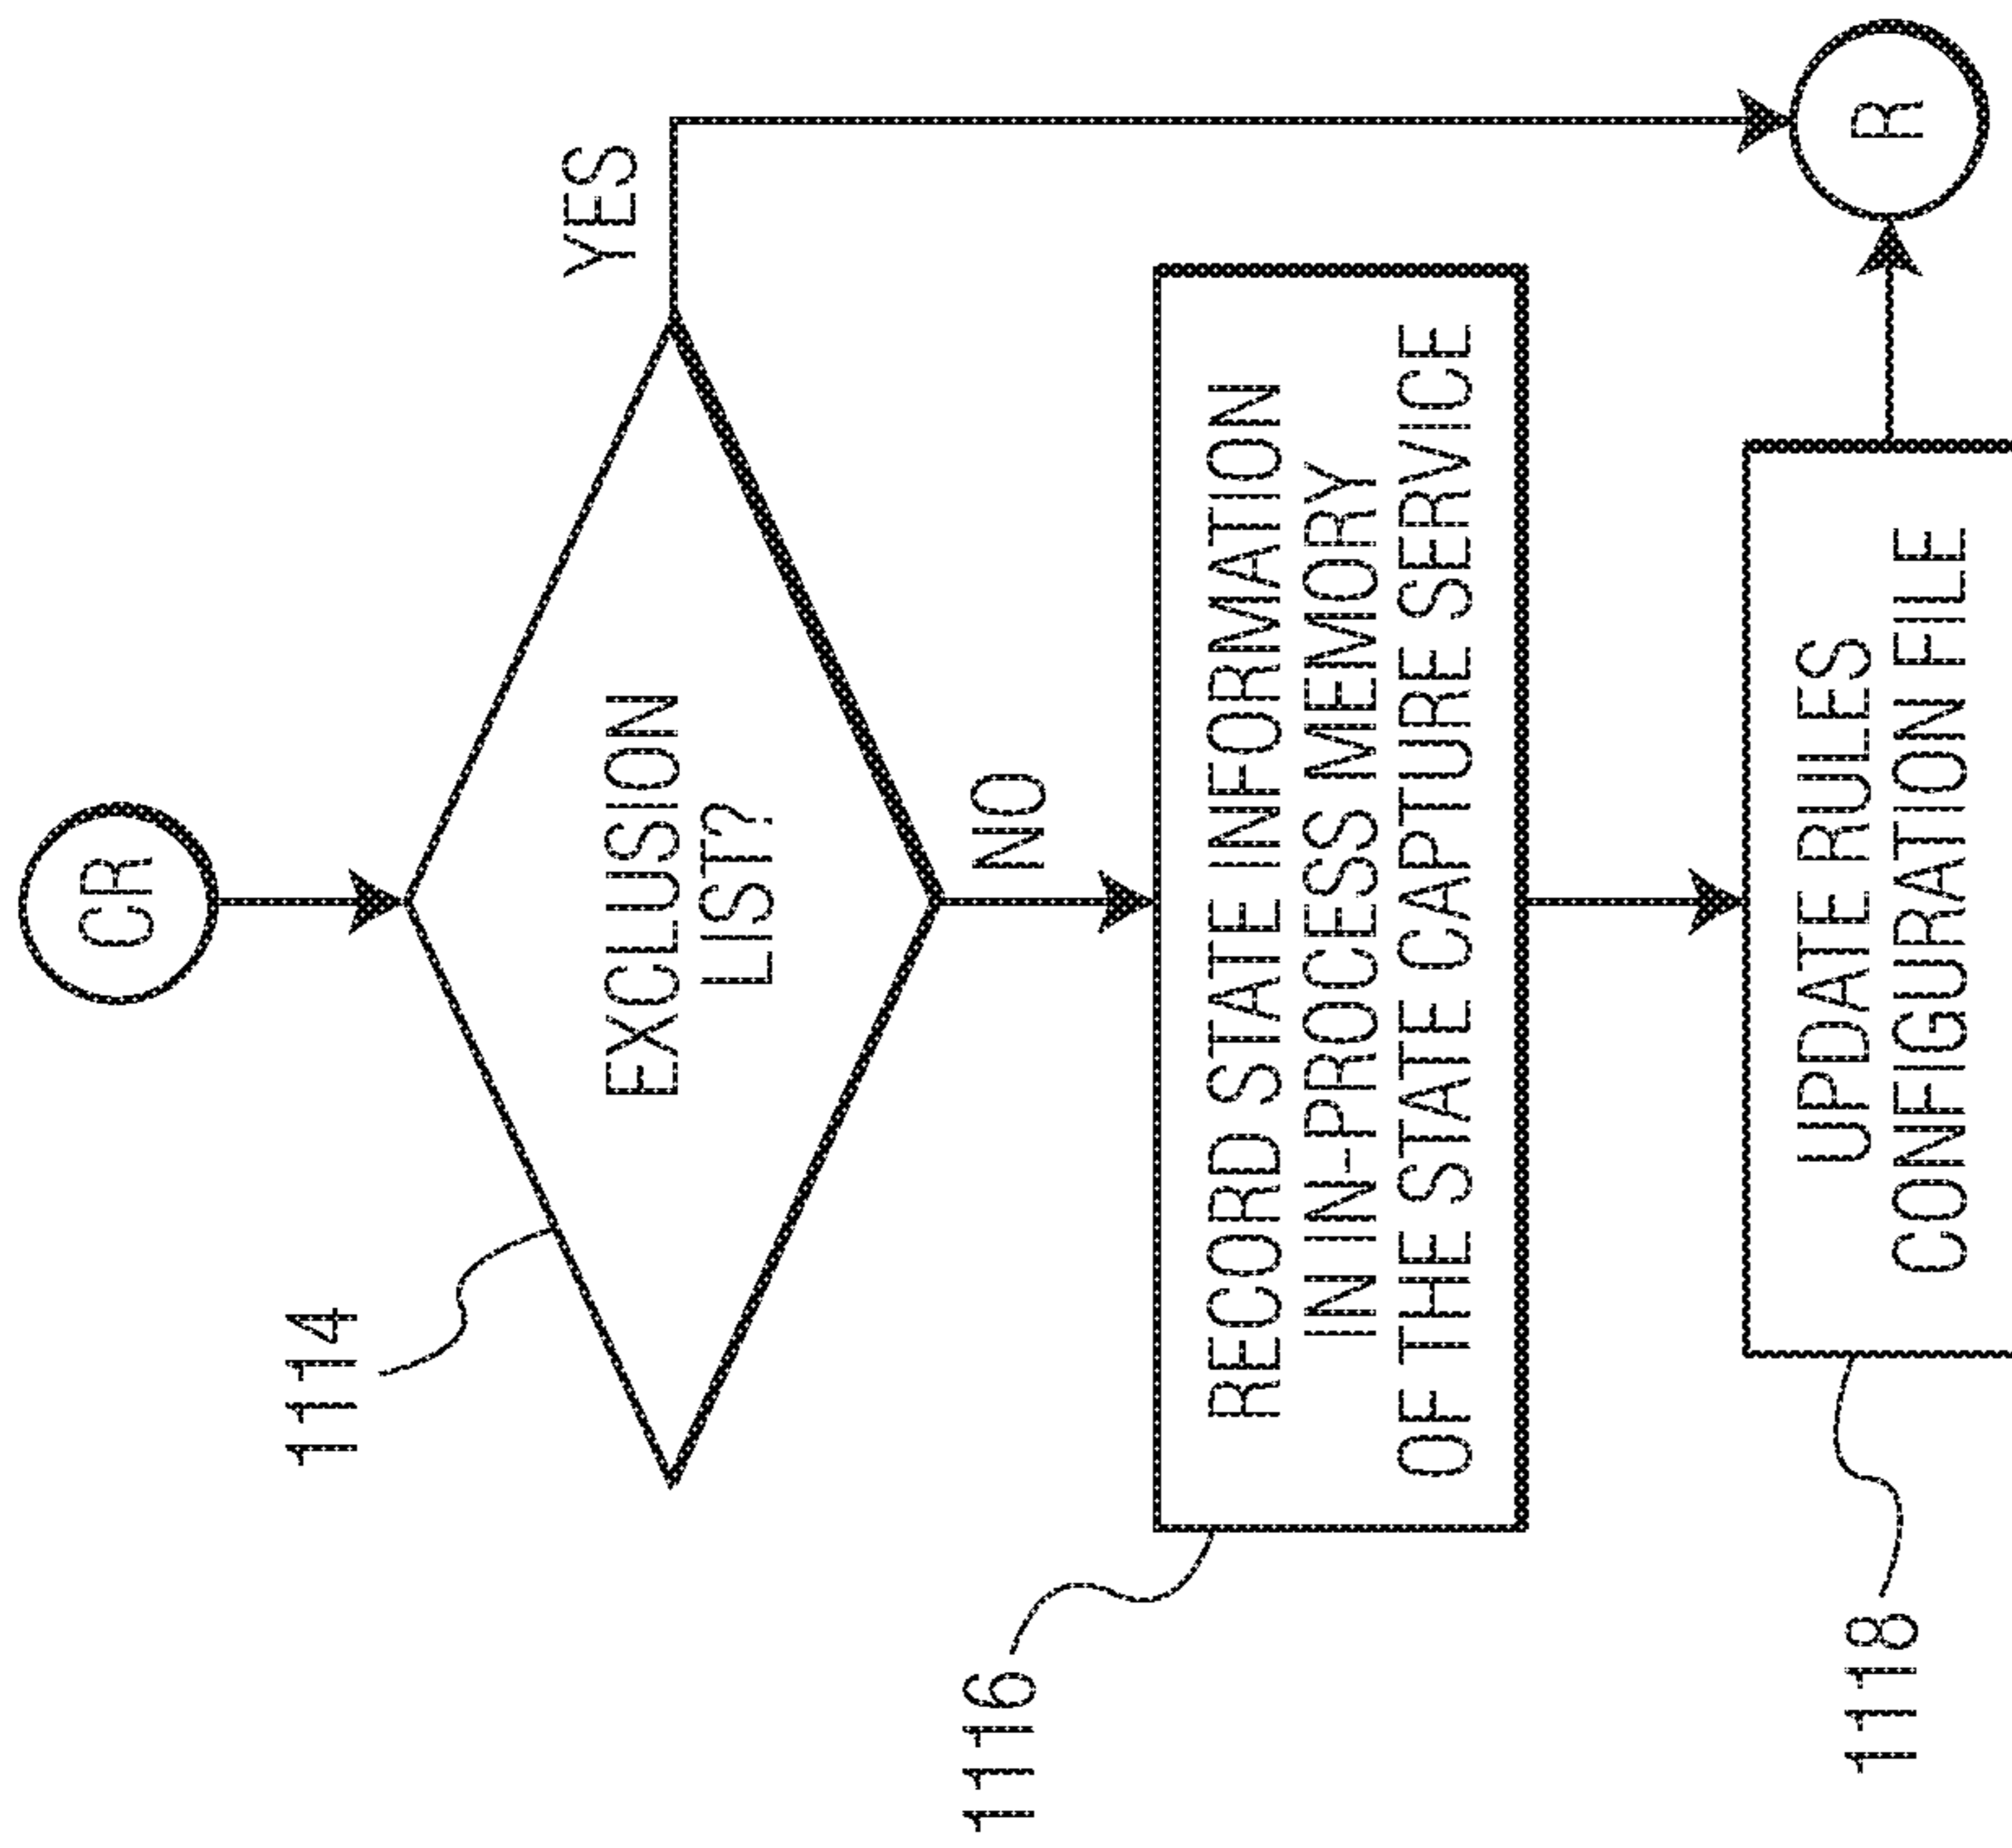 CR
1114
EXCLUSION
LIST?
YES
NO
1116
RECORD STATE INFORMATION
IN IN-PROCESS MEMORY
OF THE STATE CAPTURE SERVICE
1118
UPDATE RULES
CONFIGURATION FILE
R